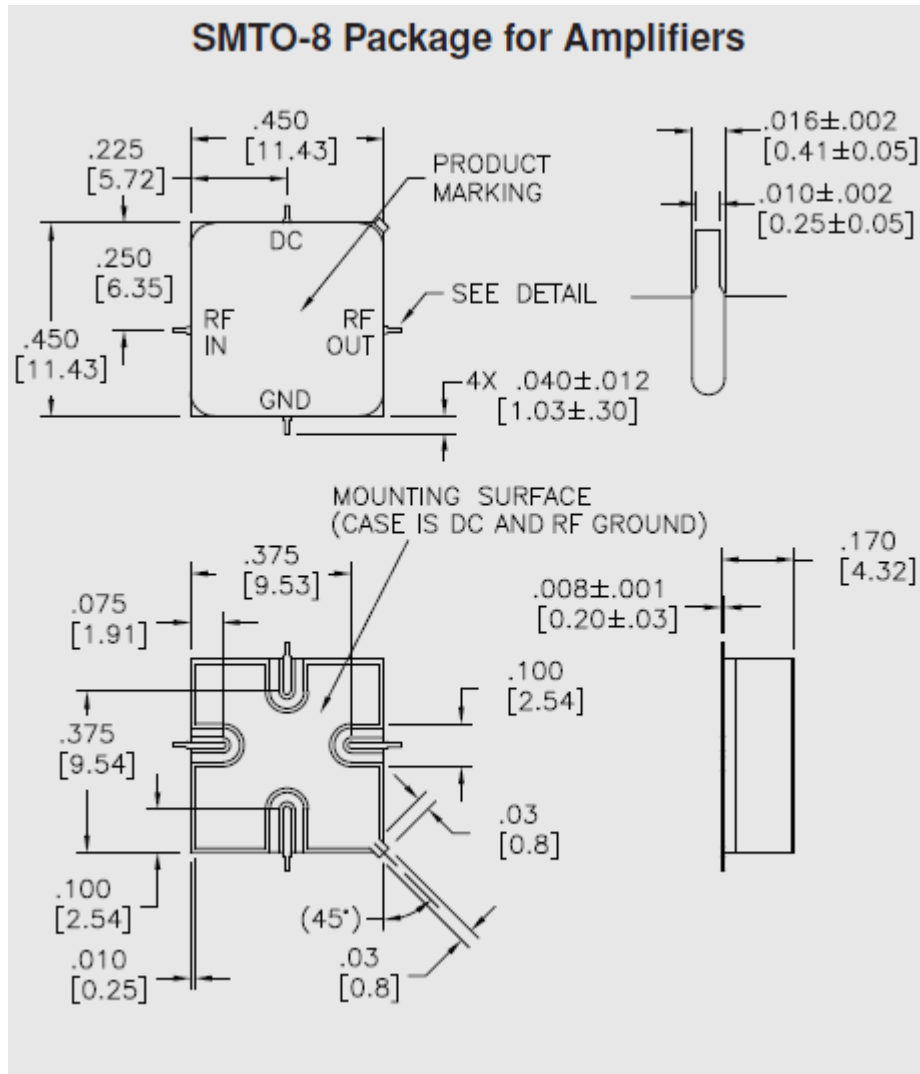 SMTO-8 Package for Amplifiers
.450
[11.43]
.225
[5.72]
PRODUCT
MARKING
.016±.002
[0.41±0.05]
.010±.002
[0.25±0.05]
DC
.250
[6.35]
SEE DETAIL
RF
IN
RF
OUT
.450
[11.43]
GND
4X .040±.012
[1.03±.30]
MOUNTING SURFACE
(CASE IS DC AND RF GROUND)
.375
[9.53]
.170
[4.32]
.008±.001
[0.20±.03]
.075
[1.91]
.100
[2.54]
.375
[9.54]
.03
[0.8]
.100
[2.54]
(45°)
.03
[0.8]
.010
[0.25]